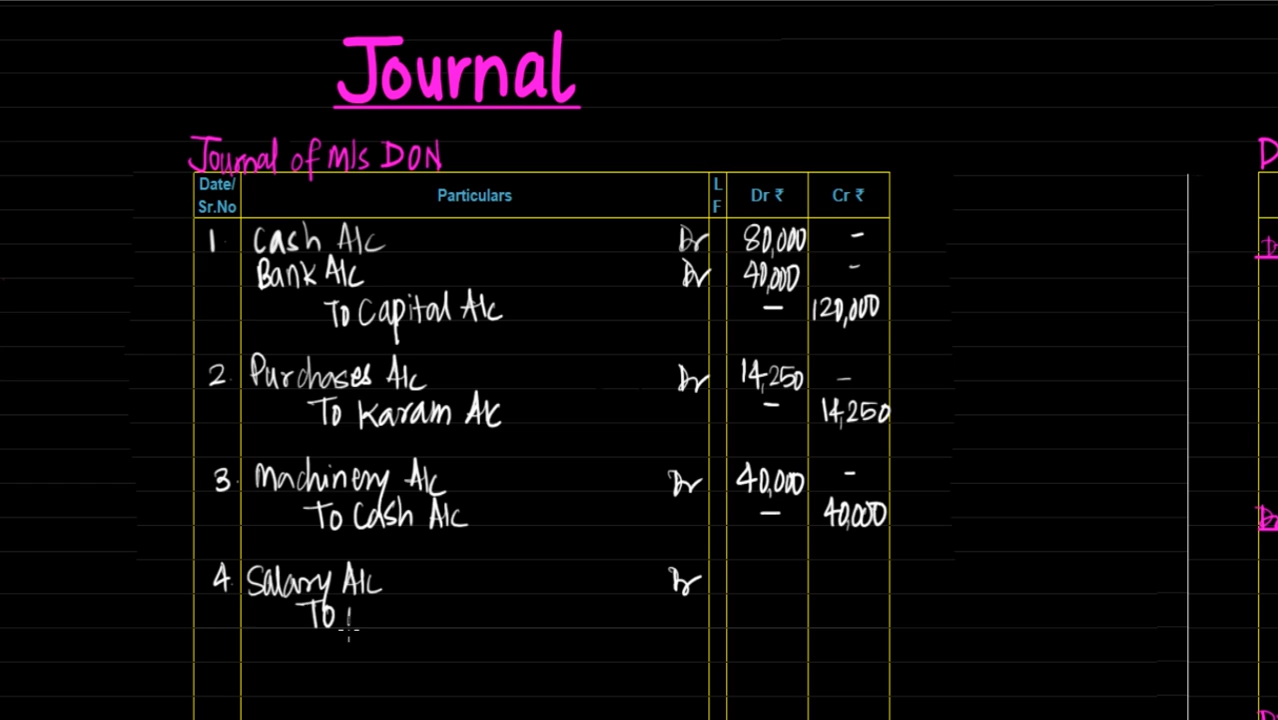 Journal
Journal of M/s DON
Date/ Sr.No Particulars L F Dr ₹ Cr ₹
1. Cash A/c Dr 80,000 -
Bank A/c Dr 40,000 -
To Capital A/c - 120,000
2. Purchases A/c Dr 14,250 -
To Karam A/c - 14,250
3. Machinery A/c Dr 40,000 -
To Cash A/c - 40,000
4. Salary A/c Dr
To